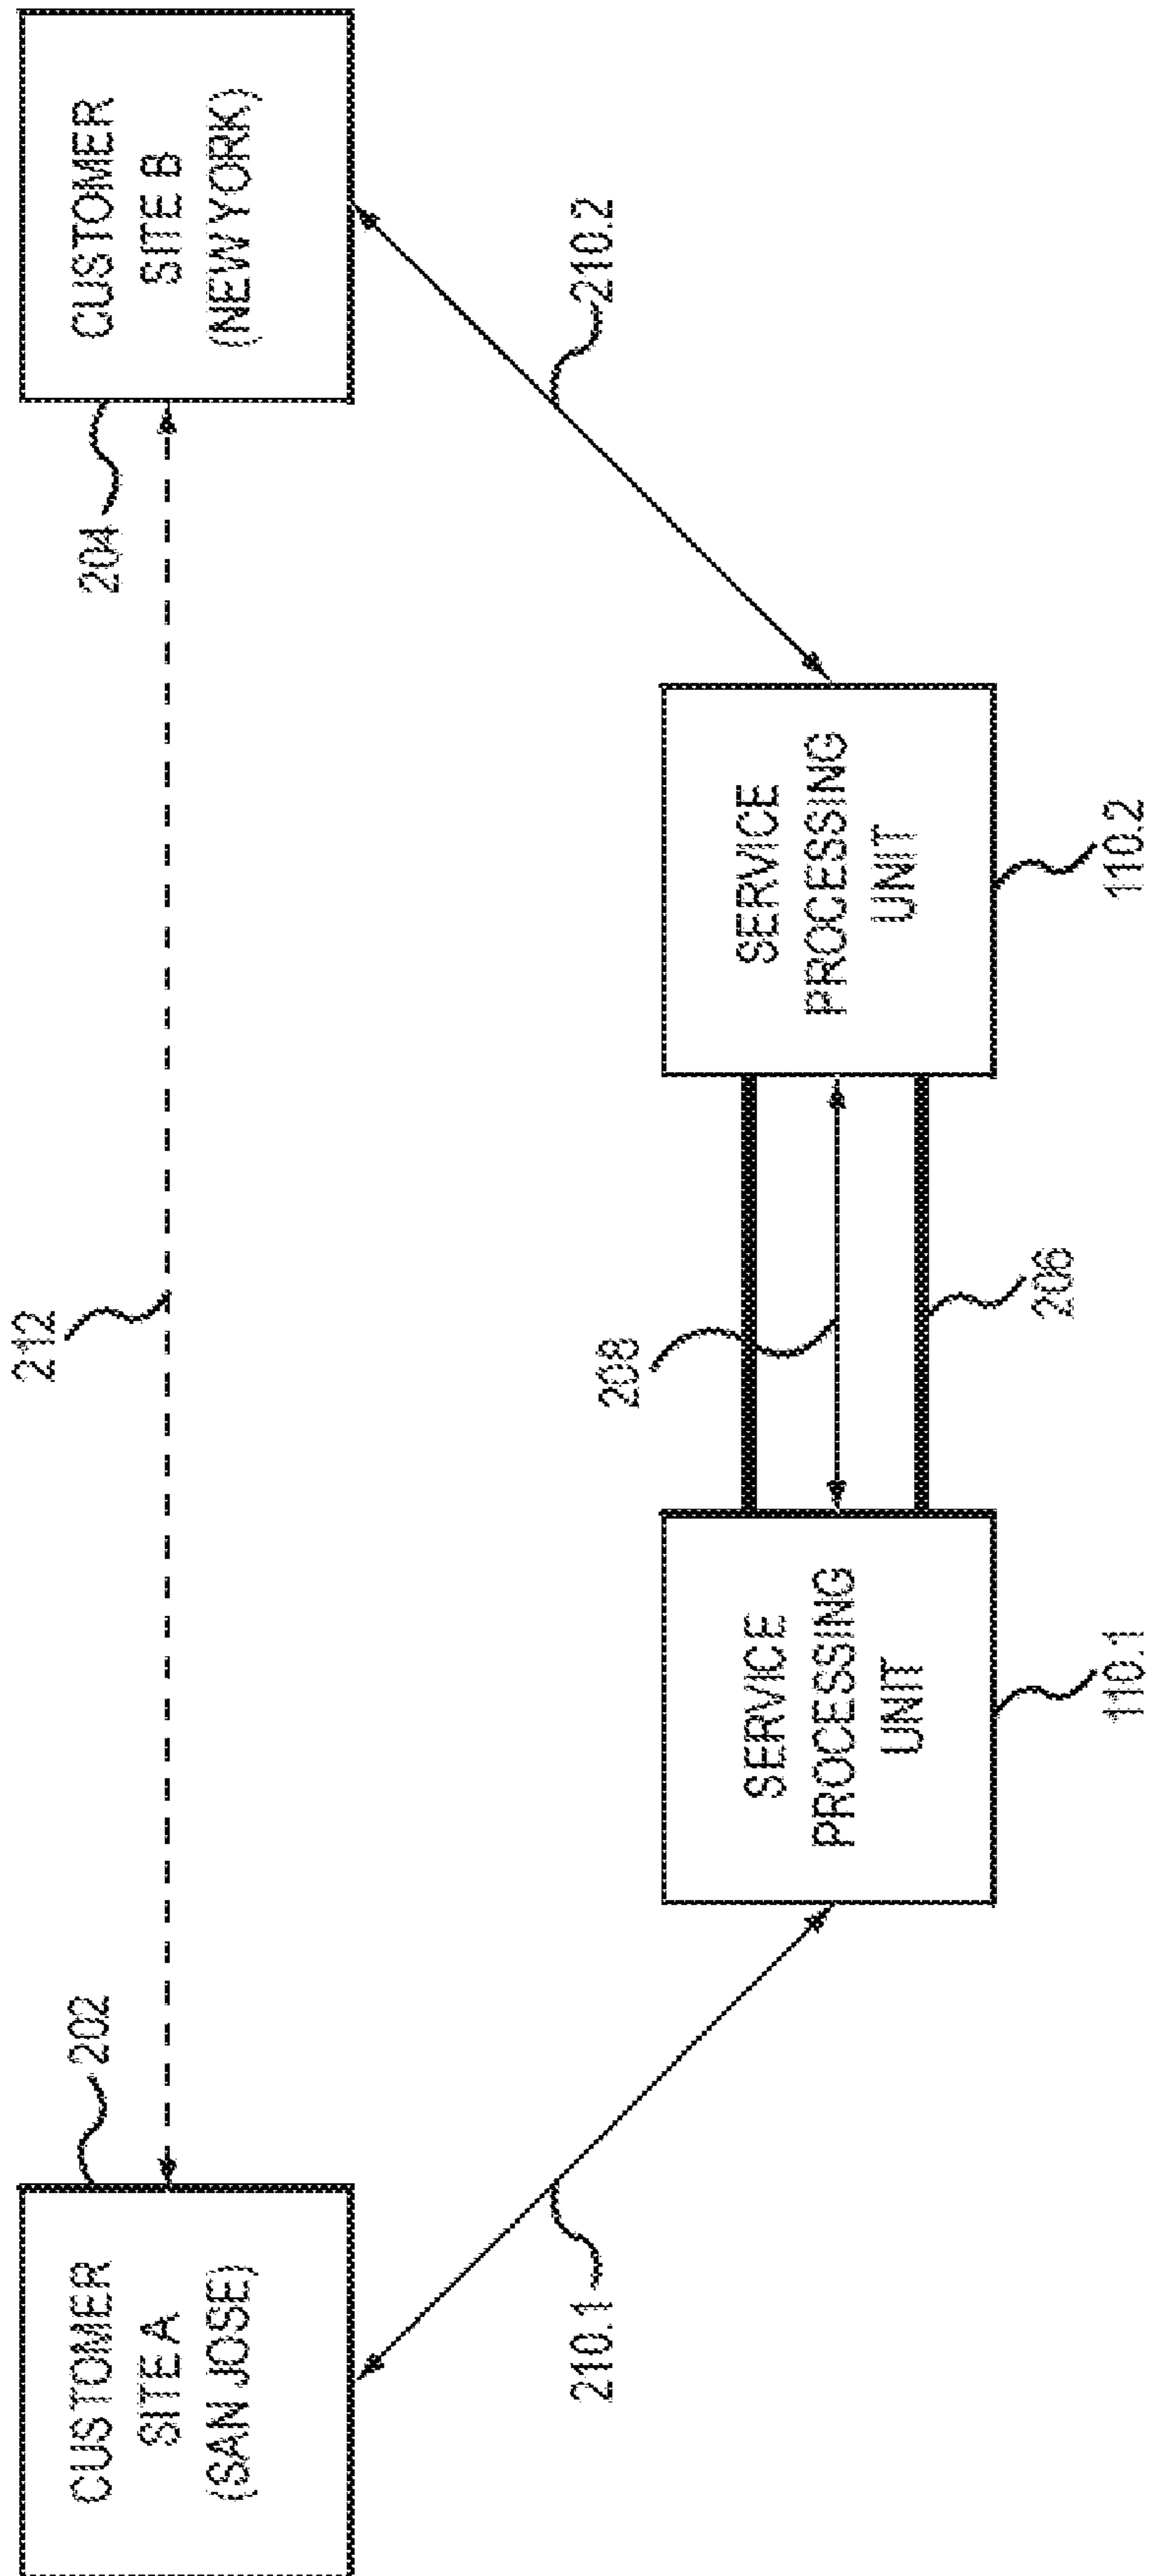 CUSTOMER
SITE A
(SAN JOSE)
202
212
204
CUSTOMER
SITE B
(NEW YORK)
210.1
208
210.2
SERVICE
PROCESSING
UNIT
206
SERVICE
PROCESSING
UNIT
110.1
110.2